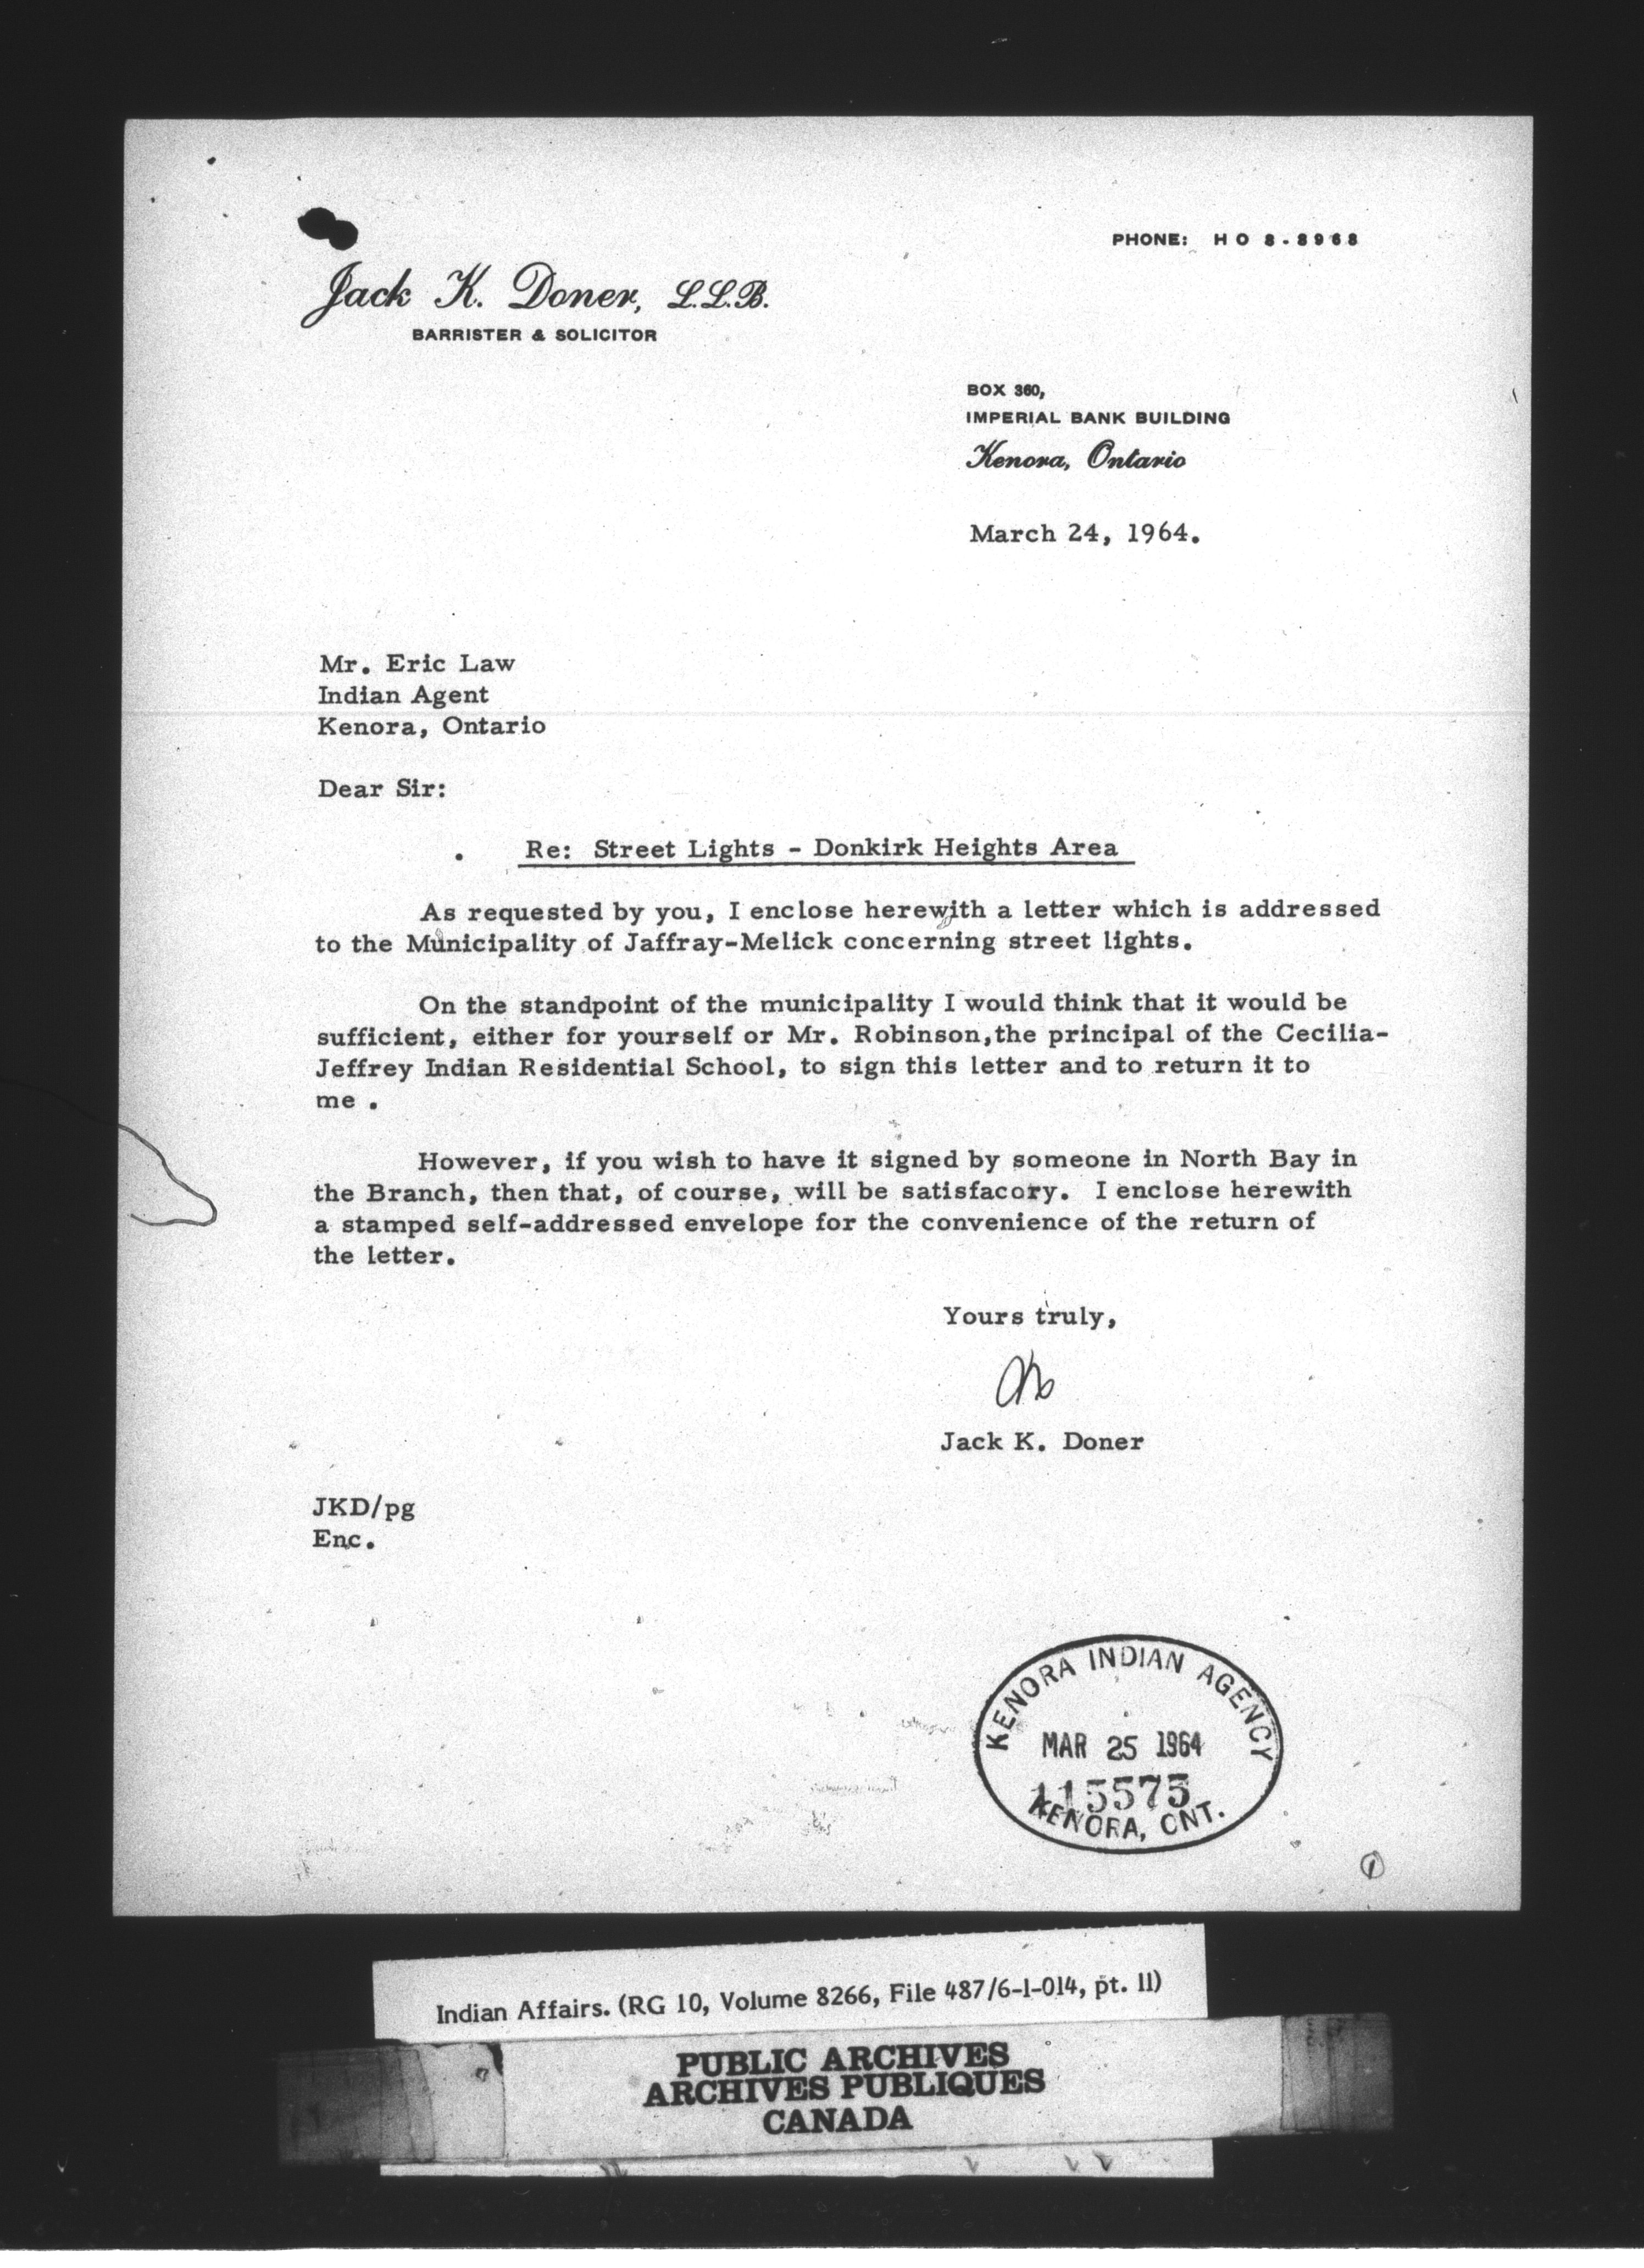 PHONE: HO 8-8968
Jack K. Doner, L.L.B.
BARRISTER & SOLICITOR
BOX 360,
IMPERIAL BANK BUILDING
Kenora, Ontario
March 24, 1964.
Mr. Eric Law
Indian Agent
Kenora, Ontario
Dear Sir:
Re: Street Lights - Donkirk Heights Area
As requested by you, I enclose herewith a letter which is addressed
to the Municipality of Jaffray-Melick concerning street lights.
On the standpoint of the municipality I would think that it would be
sufficient, either for yourself or Mr. Robinson,the principal of the Cecilia-
Jeffrey Indian Residential School, to sign this letter and to return it to
me .
However, if you wish to have it signed by someone in North Bay in
the Branch, then that, of course, will be satisfacory. I enclose herewith
a stamped self-addressed envelope for the convenience of the return of
the letter.
Yours truly,
Jack K. Doner
JKD/pg
Enc.
KENORA INDIAN AGENCY
MAR 25 1964
115575
KENORA, ONT.
1
Indian Affairs. (RG 10, Volume 8266, File 487/6-1-014, pt. 11)
PUBLIC ARCHIVES
ARCHIVES PUBLIQUES
CANADA